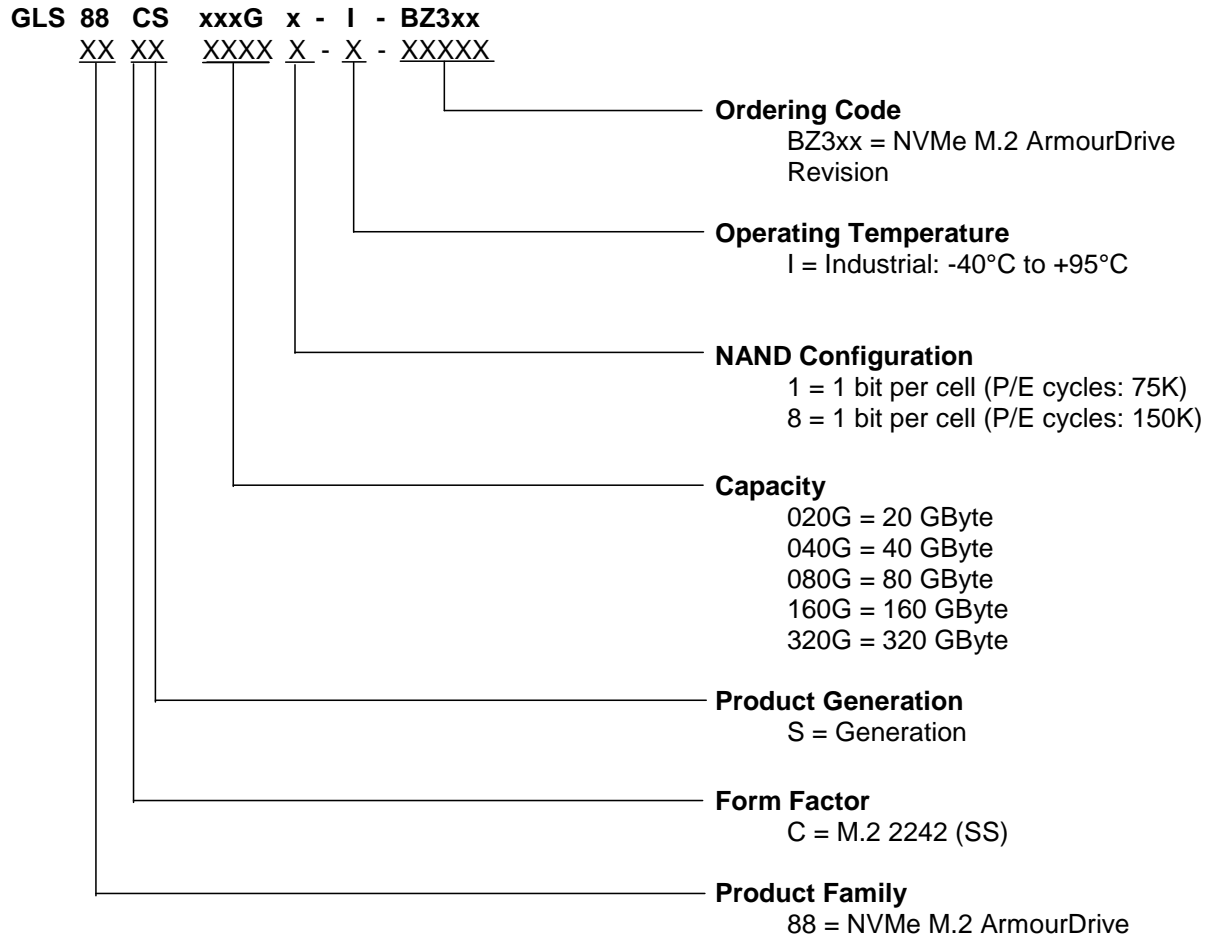 GLS 88 CS xxxG x - I - BZ3xx
XX XX XXXX X - X - XXXXX
Ordering Code
BZ3xx = NVMe M.2 ArmourDrive
Revision
Operating Temperature
I = Industrial: -40°C to +95°C
NAND Configuration
1 = 1 bit per cell (P/E cycles: 75K)
8 = 1 bit per cell (P/E cycles: 150K)
Capacity
020G = 20 GByte
040G = 40 GByte
080G = 80 GByte
160G = 160 GByte
320G = 320 GByte
Product Generation
S = Generation
Form Factor
C = M.2 2242 (SS)
Product Family
88 = NVMe M.2 ArmourDrive